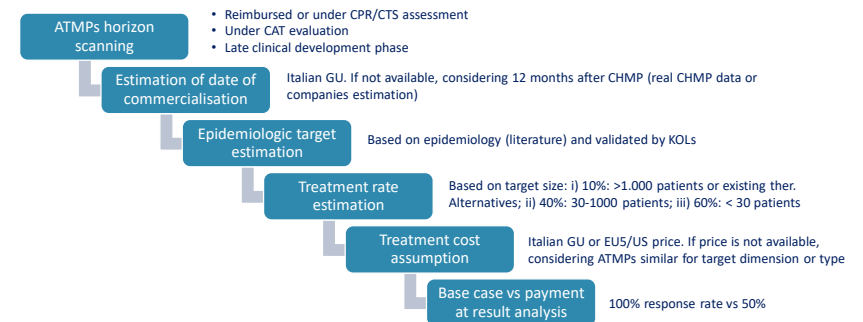 ATMPs horizon
scanning
• Reimbursed or under CPR/CTS assessment
• Under CAT evaluation
• Late clinical development phase
Estimation of date of
commercialisation
Italian GU. If not available, considering 12 months after CHMP (real CHMP data or
companies estimation)
Epidemiologic target
estimation
Based on epidemiology (literature) and validated by KOLs
Treatment rate
estimation
Based on target size: i) 10%: >1.000 patients or existing ther.
Alternatives; ii) 40%: 30-1000 patients; iii) 60%: < 30 patients
Treatment cost
assumption
Italian GU or EU5/US price. If price is not available,
considering ATMPs similar for target dimension or type
Base case vs payment
at result analysis
100% response rate vs 50%